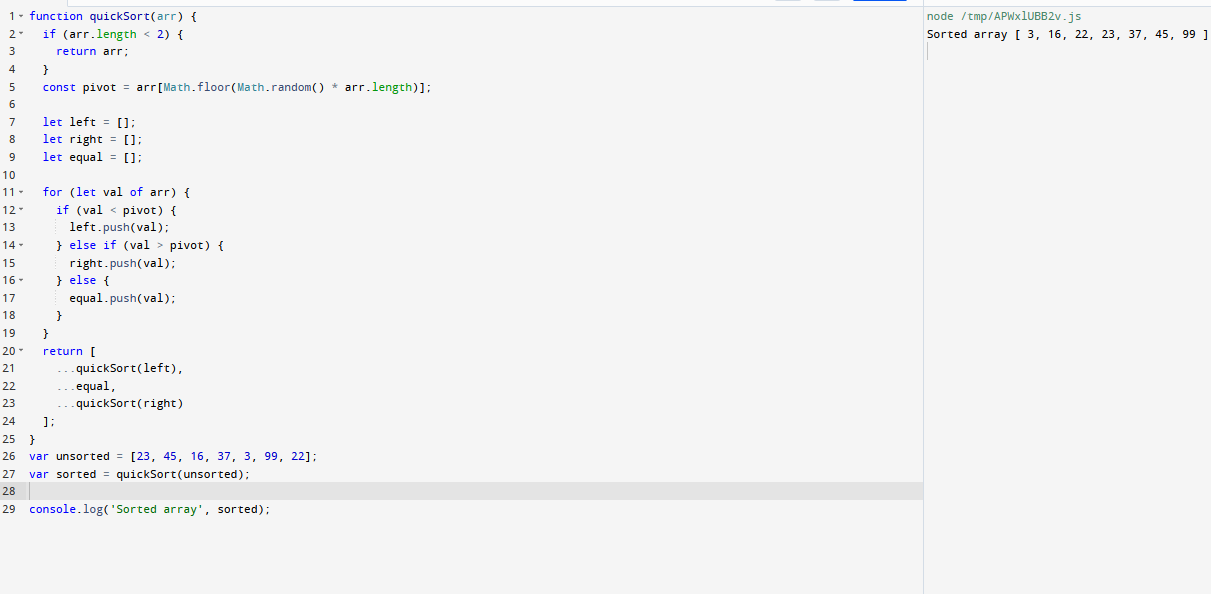 1 function quickSort(arr) {
2   if (arr.length < 2) {
3     return arr;
4   }
5   const pivot = arr[Math.floor(Math.random() * arr.length)];
6
7   let left = [];
8   let right = [];
9   let equal = [];
10
11   for (let val of arr) {
12     if (val < pivot) {
13       left.push(val);
14     } else if (val > pivot) {
15       right.push(val);
16     } else {
17       equal.push(val);
18     }
19   }
20   return [
21     ...quickSort(left),
22     ...equal,
23     ...quickSort(right)
24   ];
25 }
26 var unsorted = [23, 45, 16, 37, 3, 99, 22];
27 var sorted = quickSort(unsorted);
28
29 console.log('Sorted array', sorted);
node /tmp/APWxlUBB2v.js
Sorted array [ 3, 16, 22, 23, 37, 45, 99 ]